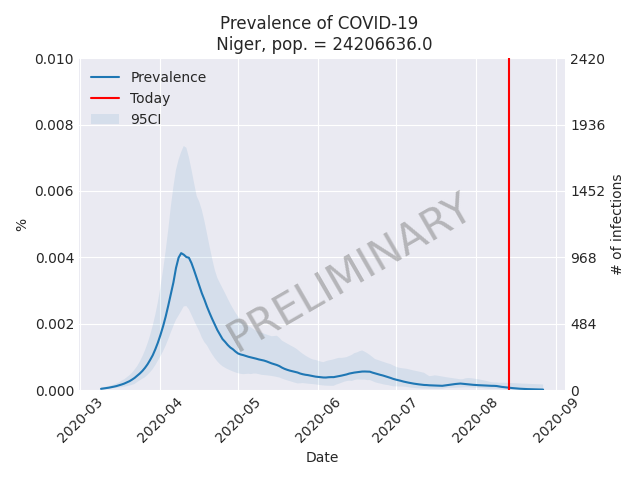 Prevalence of COVID-19
Niger, pop. = 24206636.0
Prevalence
Today
95CI
0.010
0.008
0.006
0.004
0.002
0.000
%
2420
1936
1452
968
484
0
# of infections
PRELIMINARY
2020-03
2020-04
2020-05
2020-06
2020-07
2020-08
2020-09
Date